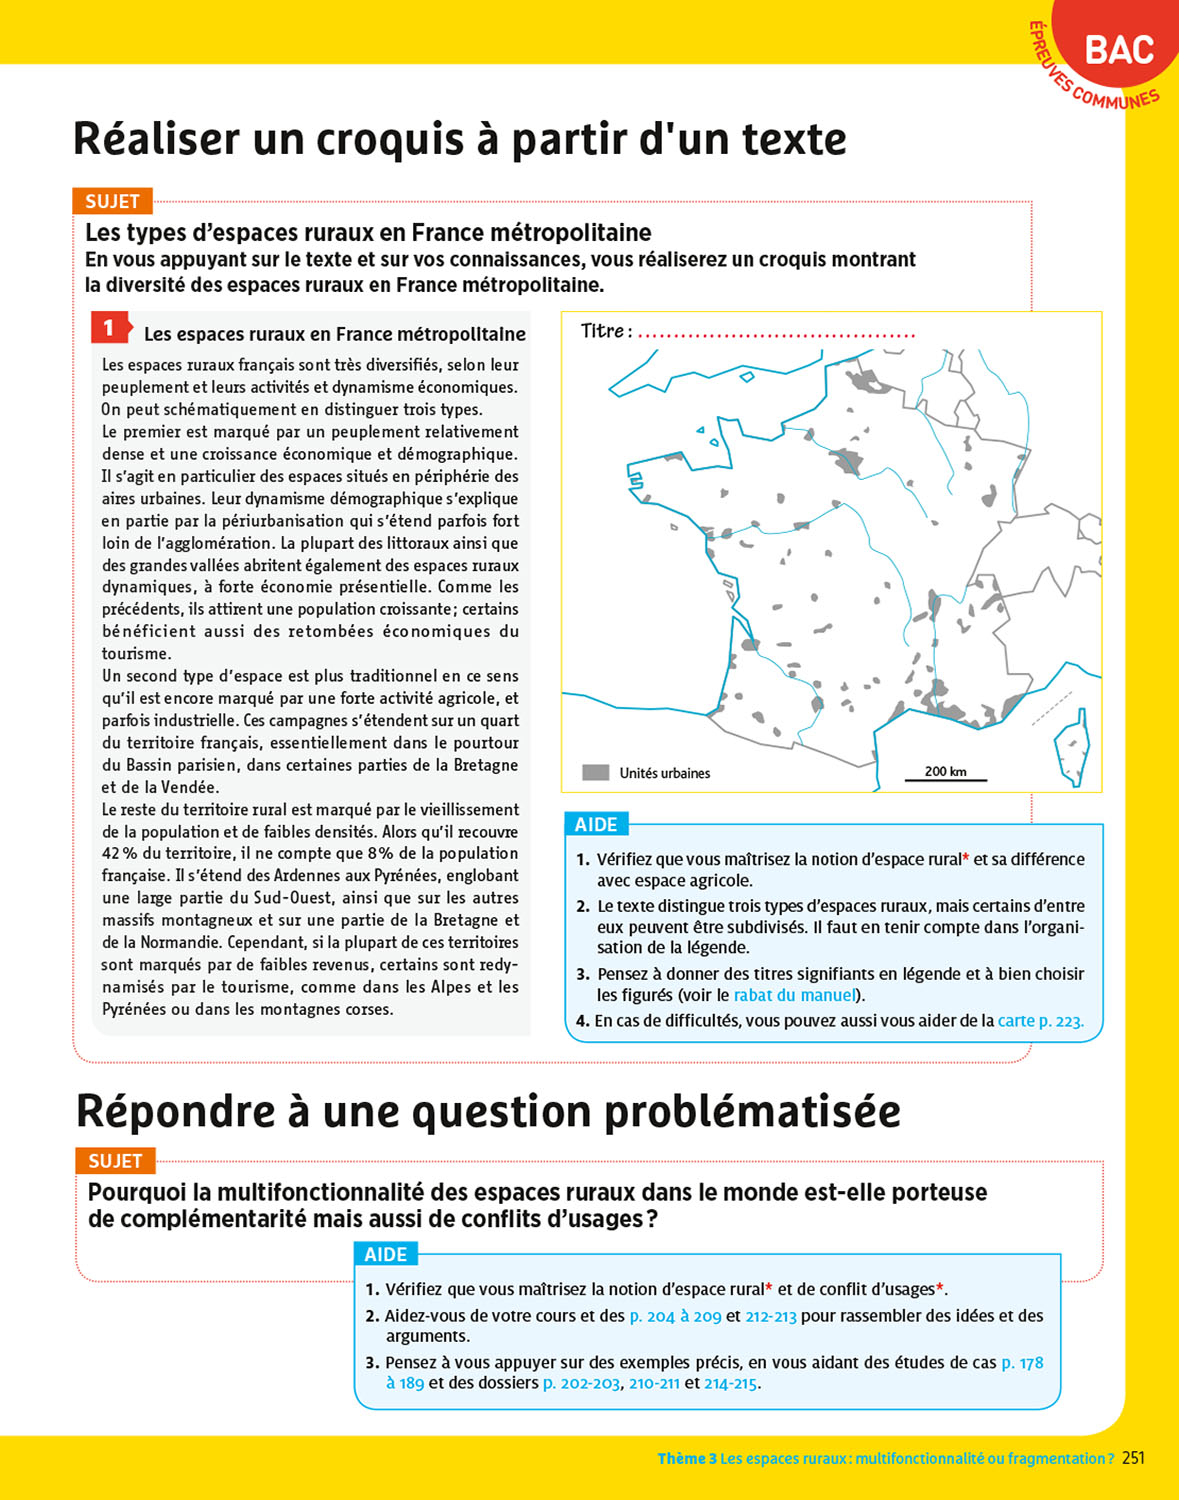 BAC
ÉPREUVES COMMUNES
Réaliser un croquis à partir d'un texte
SUJET
Les types d'espaces ruraux en France métropolitaine
En vous appuyant sur le texte et sur vos connaissances, vous réaliserez un croquis montrant
la diversité des espaces ruraux en France métropolitaine.
1 Les espaces ruraux en France métropolitaine
Les espaces ruraux français sont très diversifiés, selon leur
peuplement et leurs activités et dynamisme économiques.
On peut schématiquement en distinguer trois types.
Le premier est marqué par un peuplement relativement
dense et une croissance économique et démographique.
Il s'agit en particulier des espaces situés en périphérie des
aires urbaines. Leur dynamisme démographique s'explique
en partie par la périurbanisation qui s'étend parfois fort
loin de l'agglomération. La plupart des littoraux ainsi que
des grandes vallées abritent également des espaces ruraux
dynamiques, à forte économie présentielle. Comme les
précédents, ils attirent une population croissante ; certains
bénéficient aussi des retombées économiques du
tourisme.
Un second type d'espace est plus traditionnel en ce sens
qu'il est encore marqué par une forte activité agricole, et
parfois industrielle. Ces campagnes s'étendent sur un quart
du territoire français, essentiellement dans le pourtour
du Bassin parisien, dans certaines parties de la Bretagne
et de la Vendée.
Le reste du territoire rural est marqué par le vieillissement
de la population et de faibles densités. Alors qu'il recouvre
42 % du territoire, il ne compte que 8 % de la population
française. Il s'étend des Ardennes aux Pyrénées, englobant
une large partie du Sud-Ouest, ainsi que sur les autres
massifs montagneux et sur une partie de la Bretagne et
de la Normandie. Cependant, si la plupart de ces territoires
sont marqués par de faibles revenus, certains sont redy-
namisés par le tourisme, comme dans les Alpes et les
Pyrénées ou dans les montagnes corses.
Titre : .......................................
Unités urbaines
200 km
AIDE
1. Vérifiez que vous maîtrisez la notion d'espace rural* et sa différence
avec espace agricole.
2. Le texte distingue trois types d'espaces ruraux, mais certains d'entre
eux peuvent être subdivisés. Il faut en tenir compte dans l'organi-
sation de la légende.
3. Pensez à donner des titres signifiants en légende et à bien choisir
les figurés (voir le rabat du manuel).
4. En cas de difficultés, vous pouvez aussi vous aider de la carte p. 223.
Répondre à une question problématisée
SUJET
Pourquoi la multifonctionnalité des espaces ruraux dans le monde est-elle porteuse
de complémentarité mais aussi de conflits d'usages ?
AIDE
1. Vérifiez que vous maîtrisez la notion d'espace rural* et de conflit d'usages*.
2. Aidez-vous de votre cours et des p. 204 à 209 et 212-213 pour rassembler des idées et des
arguments.
3. Pensez à vous appuyer sur des exemples précis, en vous aidant des études de cas p. 178
à 189 et des dossiers p. 202-203, 210-211 et 214-215.
Thème 3 Les espaces ruraux : multifonctionnalité ou fragmentation ? 251